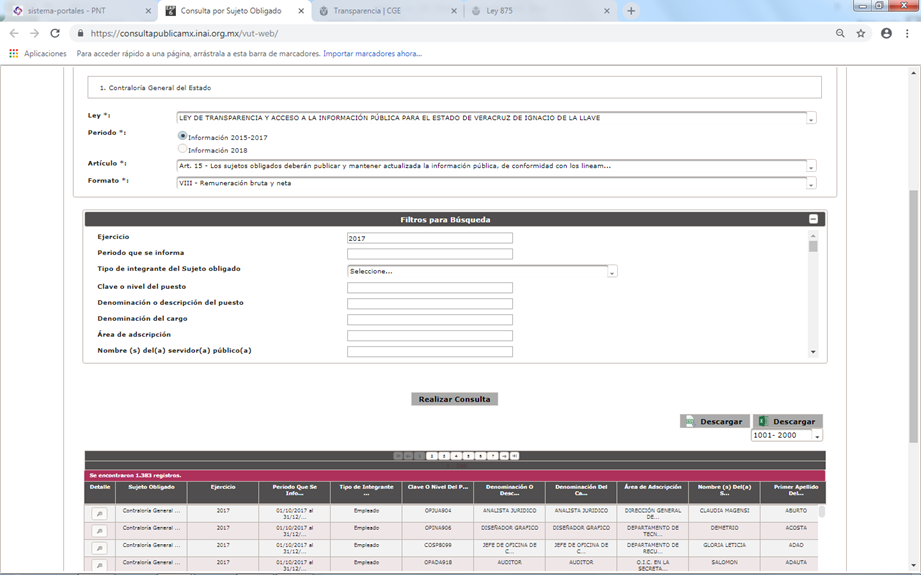 sistema-portales - PNT
Consulta por Sujeto Obligado
Transparencia | CGE
Ley 875
https://consultapublicamx.inai.org.mx/vut-web/
Aplicaciones Para acceder rápido a una página, arrástrala a esta barra de marcadores. Importar marcadores ahora...
1. Contraloría General del Estado
Ley *: LEY DE TRANSPARENCIA Y ACCESO A LA INFORMACIÓN PÚBLICA PARA EL ESTADO DE VERACRUZ DE IGNACIO DE LA LLAVE
Periodo *: Información 2015-2017
Información 2018
Artículo *: Art. 15 - Los sujetos obligados deberán publicar y mantener actualizada la información pública, de conformidad con los lineam...
Formato *: VIII - Remuneración bruta y neta
Filtros para Búsqueda
Ejercicio 2017
Periodo que se informa
Tipo de integrante del Sujeto obligado Seleccione...
Clave o nivel del puesto
Denominación o descripción del puesto
Denominación del cargo
Área de adscripción
Nombre (s) del(a) servidor(a) público(a)
Realizar Consulta
Descargar Descargar
1001- 2000
1 2 3 4 5 6 7
Se encontraron 1.383 registros.
Detalle Sujeto Obligado Ejercicio Periodo Que Se Info... Tipo de Integrante ... Clave O Nivel Del P... Denominación O Desc... Denominación Del Ca... Área de Adscripción Nombre (s) Del(a) S... Primer Apellido Del...
Contraloría General ... 2017 01/10/2017 al 31/12/... Empleado OPJUA904 ANALISTA JURIDICO ANALISTA JURIDICO DIRECCIÓN GENERAL DE... CLAUDIA MAGENSI ABURTO
Contraloría General ... 2017 01/10/2017 al 31/12/... Empleado OPINA906 DISEÑADOR GRAFICO DISEÑADOR GRAFICO DEPARTAMENTO DE TECN... DEMETRIO ACOSTA
Contraloría General ... 2017 01/10/2017 al 31/12/... Empleado COSPB099 JEFE DE OFICINA DE C... JEFE DE OFICINA DE C... DEPARTAMENTO DE RECU... GLORIA LETICIA ADAD
Contraloría General ... 2017 01/10/2017 al 31/12/... Empleado OPADA918 AUDITOR AUDITOR O.I.C. EN LA SECRETA... SALOMON ADAUTA